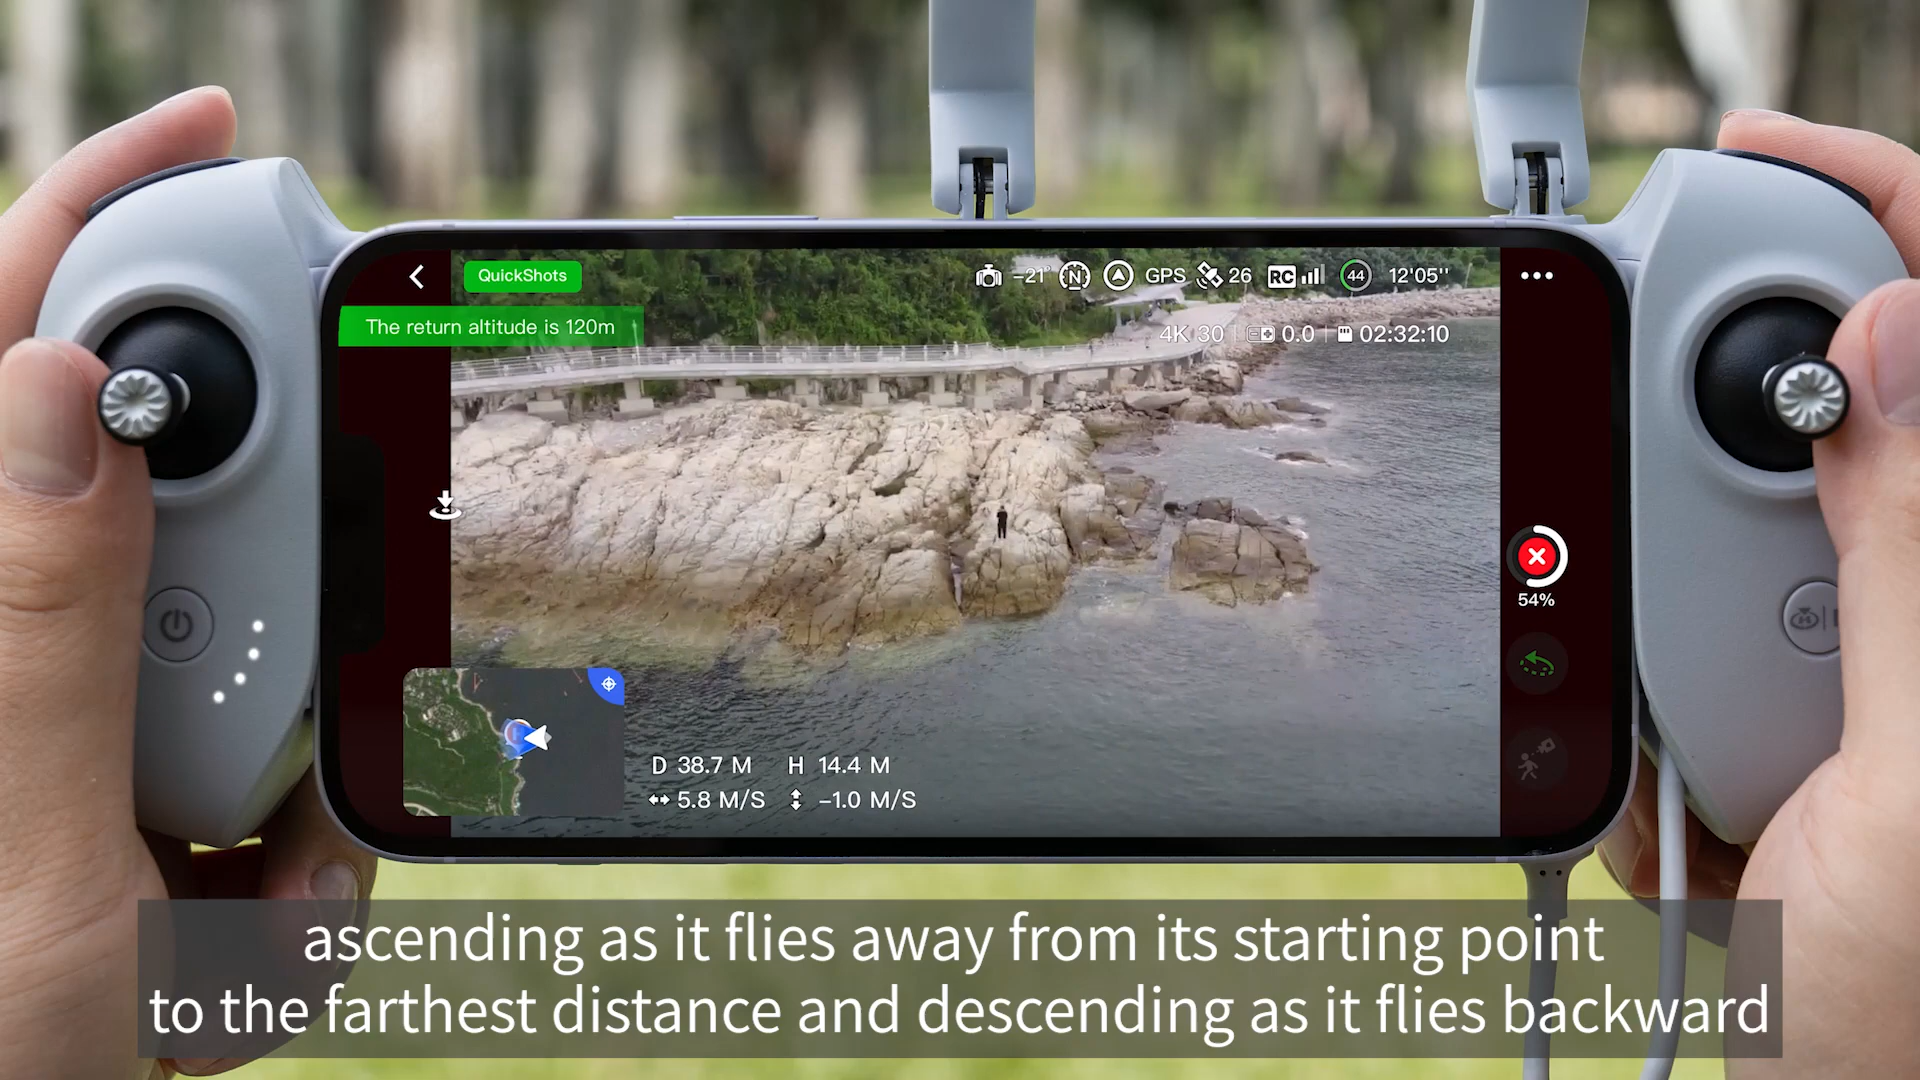 QuickShots
-21° N GPS 26 RC 44 12'05''
The return altitude is 120m
4K 30 0.0 02:32:10
54%
D 38.7 M H 14.4 M
5.8 M/S -1.0 M/S
ascending as it flies away from its starting point
to the farthest distance and descending as it flies backward